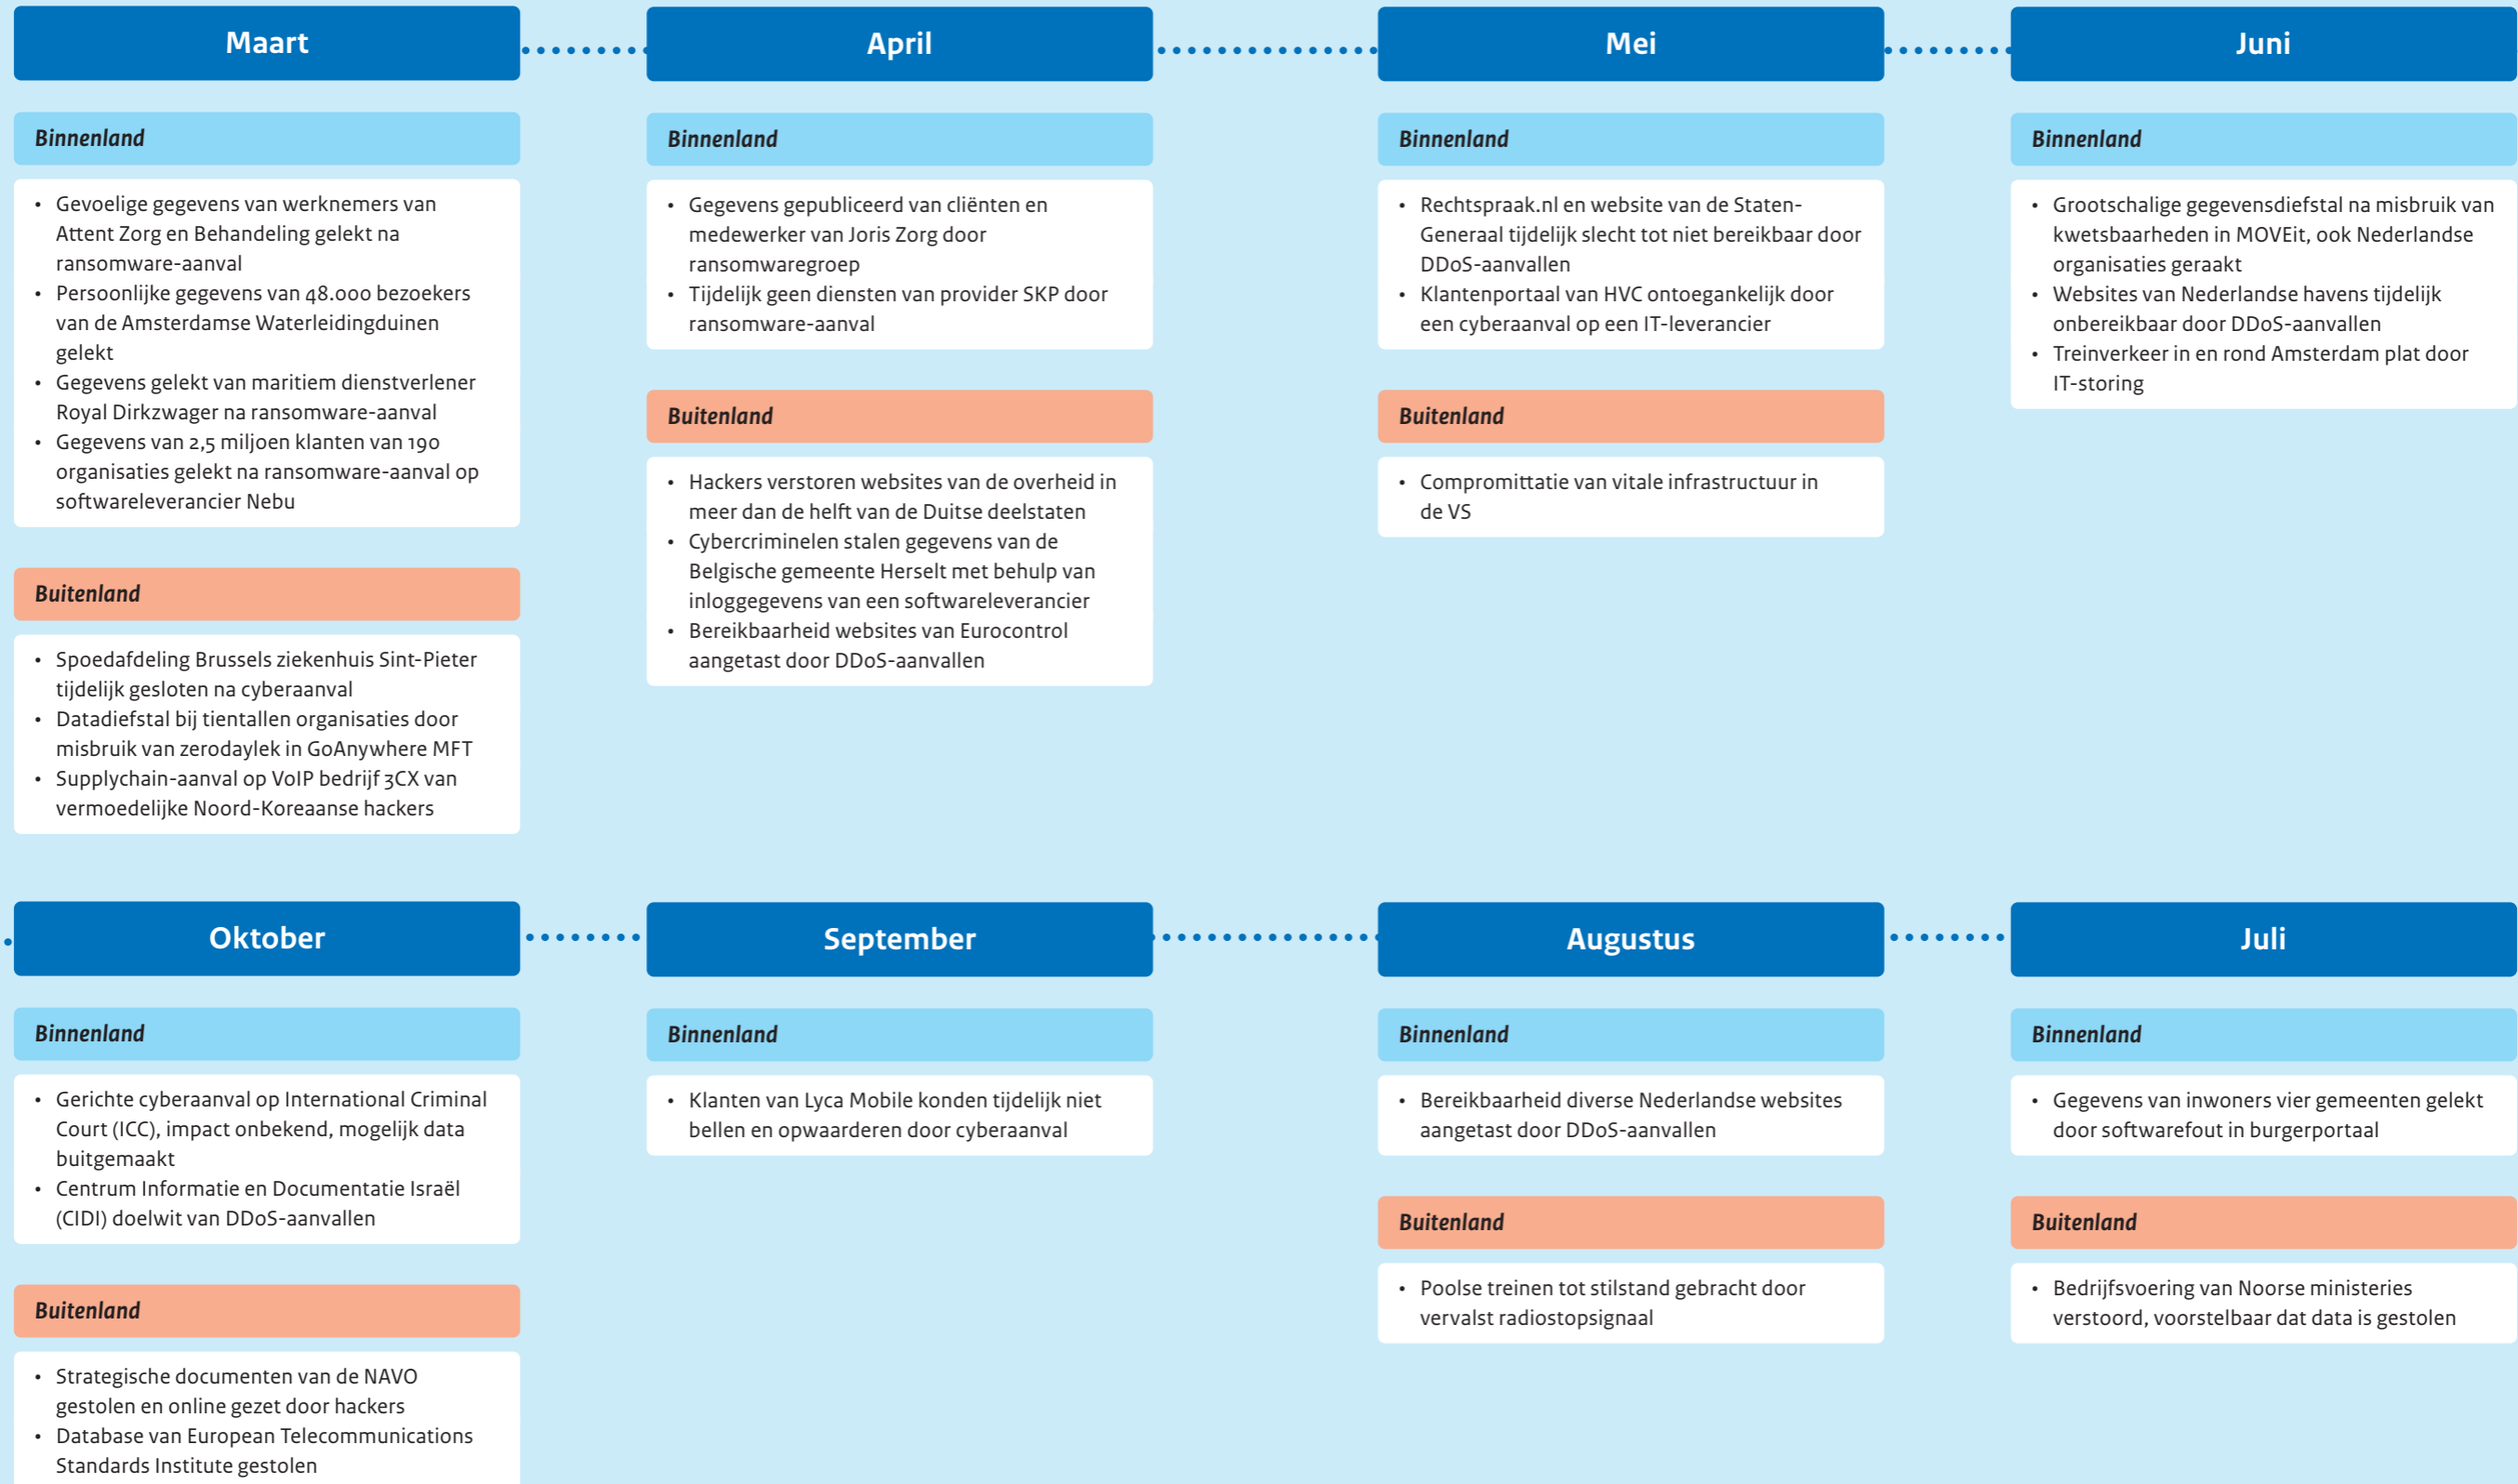 Maart
Binnenland
• Gevoelige gegevens van werknemers van
Attent Zorg en Behandeling gelekt na
ransomware-aanval
• Persoonlijke gegevens van 48.000 bezoekers
van de Amsterdamse Waterleidingduinen
gelekt
• Gegevens gelekt van maritiem dienstverlener
Royal Dirkzwager na ransomware-aanval
• Gegevens van 2,5 miljoen klanten van 190
organisaties gelekt na ransomware-aanval op
softwareleverancier Nebu
Buitenland
• Spoedafdeling Brussels ziekenhuis Sint-Pieter
tijdelijk gesloten na cyberaanval
• Datadiefstal bij tientallen organisaties door
misbruik van zerodaylek in GoAnywhere MFT
• Supplychain-aanval op VoIP bedrijf 3CX van
vermoedelijke Noord-Koreaanse hackers
April
Binnenland
• Gegevens gepubliceerd van cliënten en
medewerker van Joris Zorg door
ransomwaregroep
• Tijdelijk geen diensten van provider SKP door
ransomware-aanval
Buitenland
• Hackers verstoren websites van de overheid in
meer dan de helft van de Duitse deelstaten
• Cybercriminelen stalen gegevens van de
Belgische gemeente Herselt met behulp van
inloggegevens van een softwareleverancier
• Bereikbaarheid websites van Eurocontrol
aangetast door DDoS-aanvallen
Mei
Binnenland
• Rechtspraak.nl en website van de Staten-
Generaal tijdelijk slecht tot niet bereikbaar door
DDoS-aanvallen
• Klantenportaal van HVC ontoegankelijk door
een cyberaanval op een IT-leverancier
Buitenland
• Compromittatie van vitale infrastructuur in
de VS
Juni
Binnenland
• Grootschalige gegevensdiefstal na misbruik van
kwetsbaarheden in MOVEit, ook Nederlandse
organisaties geraakt
• Websites van Nederlandse havens tijdelijk
onbereikbaar door DDoS-aanvallen
• Treinverkeer in en rond Amsterdam plat door
IT-storing
Oktober
Binnenland
• Gerichte cyberaanval op International Criminal
Court (ICC), impact onbekend, mogelijk data
buitgemaakt
• Centrum Informatie en Documentatie Israël
(CIDI) doelwit van DDoS-aanvallen
Buitenland
• Strategische documenten van de NAVO
gestolen en online gezet door hackers
• Database van European Telecommunications
Standards Institute gestolen
September
Binnenland
• Klanten van Lyca Mobile konden tijdelijk niet
bellen en opwaarderen door cyberaanval
Augustus
Binnenland
• Bereikbaarheid diverse Nederlandse websites
aangetast door DDoS-aanvallen
Buitenland
• Poolse treinen tot stilstand gebracht door
vervalst radiostopsignaal
Juli
Binnenland
• Gegevens van inwoners vier gemeenten gelekt
door softwarefout in burgerportaal
Buitenland
• Bedrijfsvoering van Noorse ministeries
verstoord, voorstelbaar dat data is gestolen